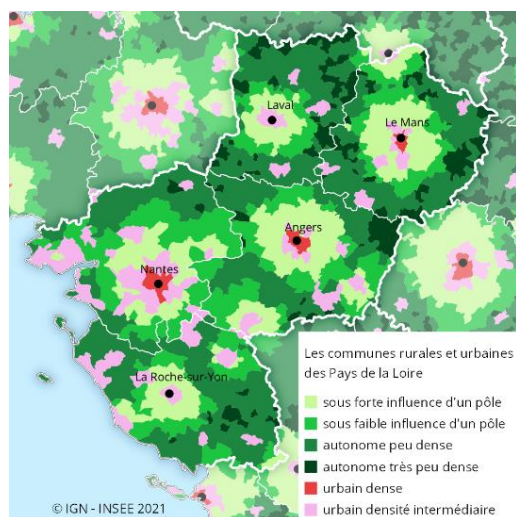 Laval
Le Mans
Angers
Nantes
La Roche-sur-Yon
Les communes rurales et urbaines
des Pays de la Loire
sous forte influence d'un pôle
sous faible influence d'un pôle
autonome peu dense
autonome très peu dense
urbain dense
urbain densité intermédiaire
© IGN - INSEE 2021